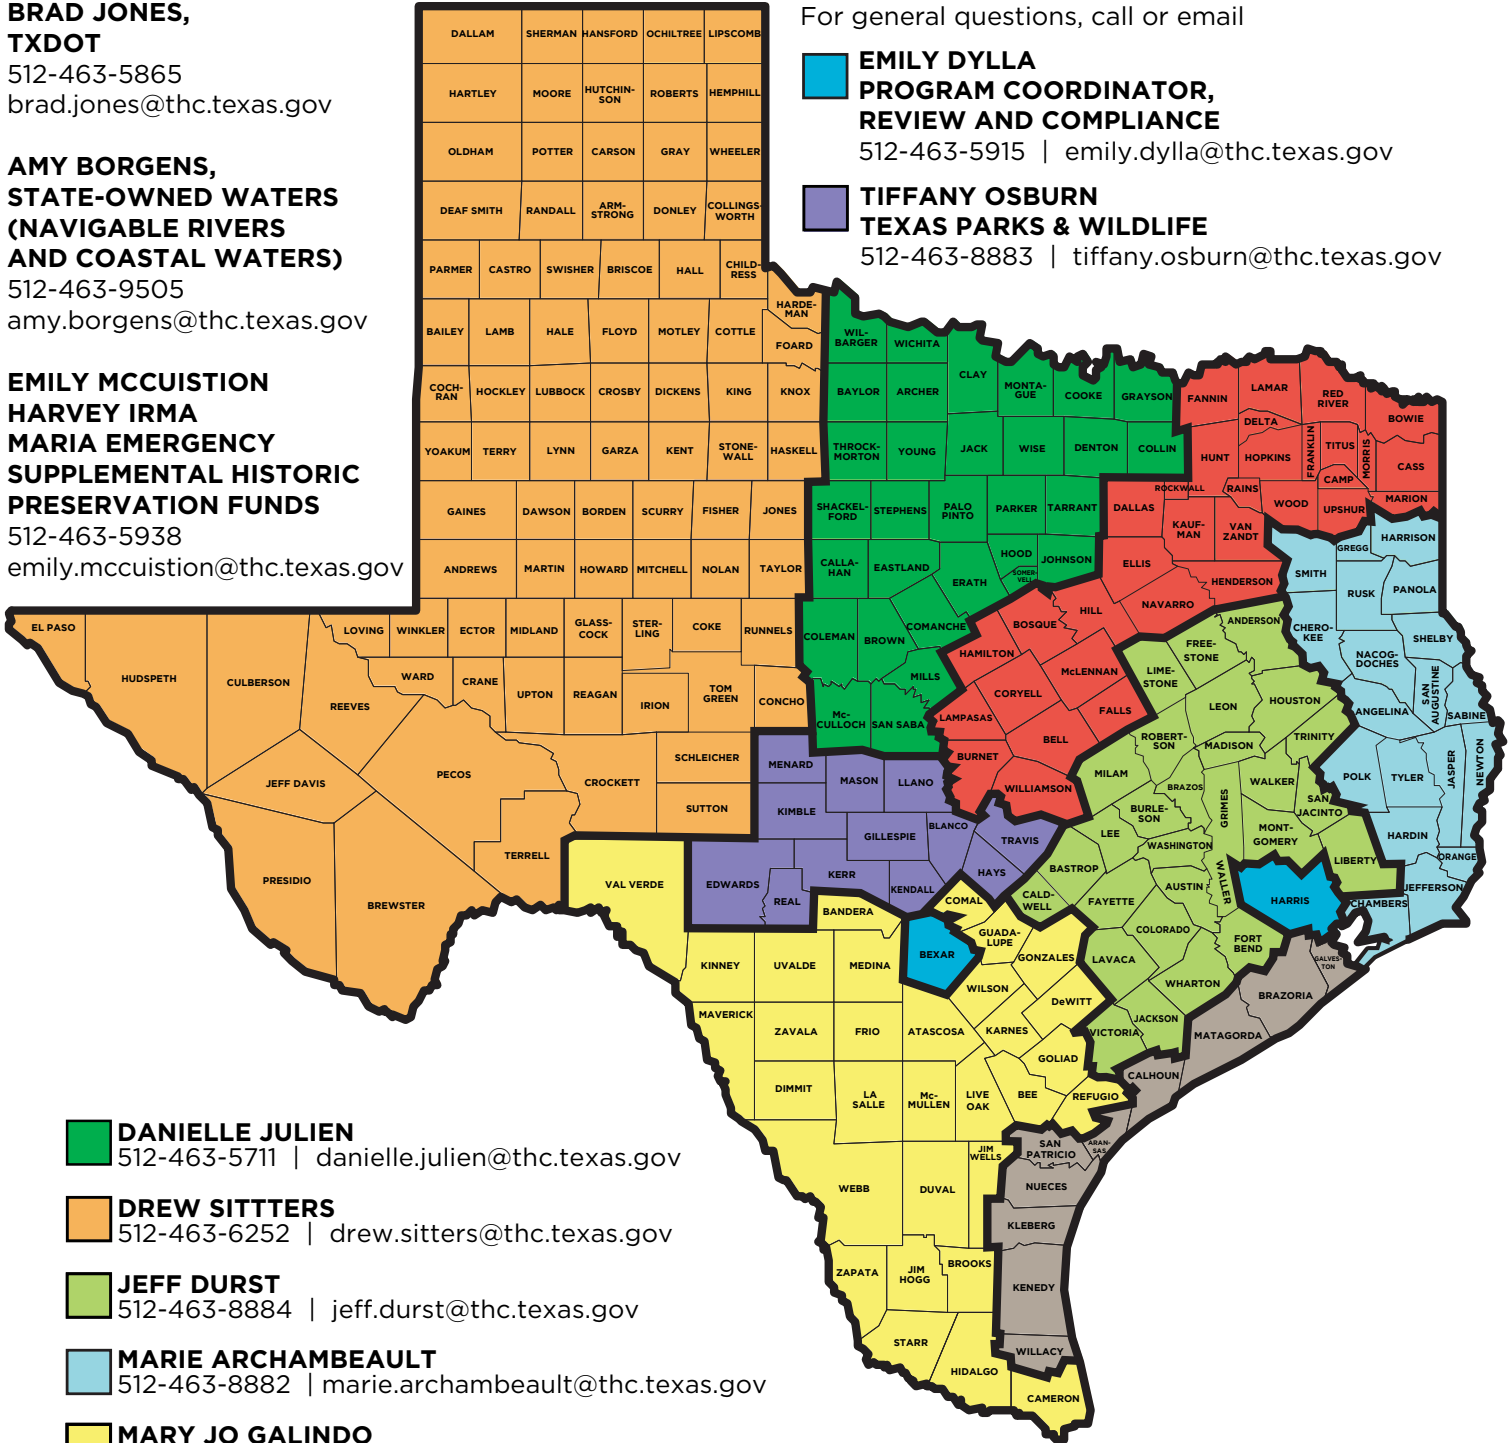 BRAD JONES,
TXDOT
512-463-5865
brad.jones@thc.texas.gov
AMY BORGENS,
STATE-OWNED WATERS
(NAVIGABLE RIVERS
AND COASTAL WATERS)
512-463-9505
amy.borgens@thc.texas.gov
EMILY MCCUISTION
HARVEY IRMA
MARIA EMERGENCY
SUPPLEMENTAL HISTORIC
PRESERVATION FUNDS
512-463-5938
emily.mccuistion@thc.texas.gov
For general questions, call or email
EMILY DYLLA
PROGRAM COORDINATOR,
REVIEW AND COMPLIANCE
512-463-5915 | emily.dylla@thc.texas.gov
TIFFANY OSBURN
TEXAS PARKS & WILDLIFE
512-463-8883 | tiffany.osburn@thc.texas.gov
DALLAM
SHERMAN
HANSFORD
OCHILTREE
LIPSCOMB
HARTLEY
MOORE
HUTCHIN-
SON
ROBERTS
HEMPHILL
OLDHAM
POTTER
CARSON
GRAY
WHEELER
DEAF SMITH
RANDALL
ARM-
STRONG
DONLEY
COLLINGS-
WORTH
PARMER
CASTRO
SWISHER
BRISCOE
HALL
CHILD-
RESS
HARDE-
MAN
BAILEY
LAMB
HALE
FLOYD
MOTLEY
COTTLE
FOARD
WIL-
BARGER
WICHITA
COCH-
RAN
HOCKLEY
LUBBOCK
CROSBY
DICKENS
KING
KNOX
BAYLOR
ARCHER
CLAY
MONTA-
GUE
COOKE
GRAYSON
FANNIN
LAMAR
RED
RIVER
BOWIE
DELTA
YOAKUM
TERRY
LYNN
GARZA
KENT
STONE-
WALL
HASKELL
THROCK-
MORTON
YOUNG
JACK
WISE
DENTON
COLLIN
HUNT
HOPKINS
FRANKLIN
TITUS
MORRIS
CASS
CAMP
GAINES
DAWSON
BORDEN
SCURRY
FISHER
JONES
SHACKEL-
FORD
STEPHENS
PALO
PINTO
PARKER
TARRANT
DALLAS
ROCKWALL
RAINS
WOOD
UPSHUR
MARION
KAUF-
MAN
VAN
ZANDT
ANDREWS
MARTIN
HOWARD
MITCHELL
NOLAN
TAYLOR
CALLA-
HAN
EASTLAND
ERATH
HOOD
SOMER-
VELL
JOHNSON
ELLIS
HENDERSON
SMITH
GREGG
HARRISON
RUSK
PANOLA
EL PASO
HUDSPETH
CULBERSON
LOVING
WINKLER
ECTOR
MIDLAND
GLASS-
COCK
STER-
LING
COKE
RUNNELS
COLEMAN
BROWN
COMANCHE
HAMILTON
BOSQUE
HILL
NAVARRO
FREE-
STONE
ANDERSON
CHERO-
KEE
NACOG-
DOCHES
SHELBY
REEVES
WARD
CRANE
UPTON
REAGAN
IRION
TOM
GREEN
CONCHO
Mc-
CULLOCH
SAN SABA
MILLS
LAMPASAS
CORYELL
McLENNAN
FALLS
LIME-
STONE
LEON
HOUSTON
ANGELINA
SAN
AUGUSTINE
SABINE
JEFF DAVIS
PECOS
CROCKETT
SCHLEICHER
SUTTON
MENARD
MASON
LLANO
BURNET
BELL
WILLIAMSON
MILAM
ROBERT-
SON
MADISON
TRINITY
POLK
TYLER
JASPER
NEWTON
KIMBLE
GILLESPIE
BLANCO
TRAVIS
HAYS
LEE
BURLE-
SON
BRAZOS
GRIMES
WALKER
SAN
JACINTO
MONT-
GOMERY
WASHINGTON
HARDIN
LIBERTY
ORANGE
JEFFERSON
CHAMBERS
PRESIDIO
BREWSTER
TERRELL
VAL VERDE
EDWARDS
REAL
KERR
KENDALL
BANDERA
COMAL
CALD-
WELL
BASTROP
FAYETTE
AUSTIN
WALLER
HARRIS
COLORADO
FORT
BEND
KINNEY
UVALDE
MEDINA
BEXAR
GUADA-
LUPE
GONZALES
LAVACA
WHARTON
GALVES-
TON
BRAZORIA
WILSON
DeWITT
MAVERICK
ZAVALA
FRIO
ATASCOSA
KARNES
VICTORIA
JACKSON
MATAGORDA
GOLIAD
CALHOUN
DIMMIT
LA
SALLE
Mc-
MULLEN
LIVE
OAK
BEE
REFUGIO
WEBB
DUVAL
JIM
WELLS
SAN
PATRICIO
ARAN-
SAS
NUECES
KLEBERG
ZAPATA
JIM
HOGG
BROOKS
KENEDY
STARR
HIDALGO
WILLACY
CAMERON
DANIELLE JULIEN
512-463-5711 | danielle.julien@thc.texas.gov
DREW SITTTERS
512-463-6252 | drew.sitters@thc.texas.gov
JEFF DURST
512-463-8884 | jeff.durst@thc.texas.gov
MARIE ARCHAMBEAULT
512-463-8882 | marie.archambeault@thc.texas.gov
MARY JO GALINDO